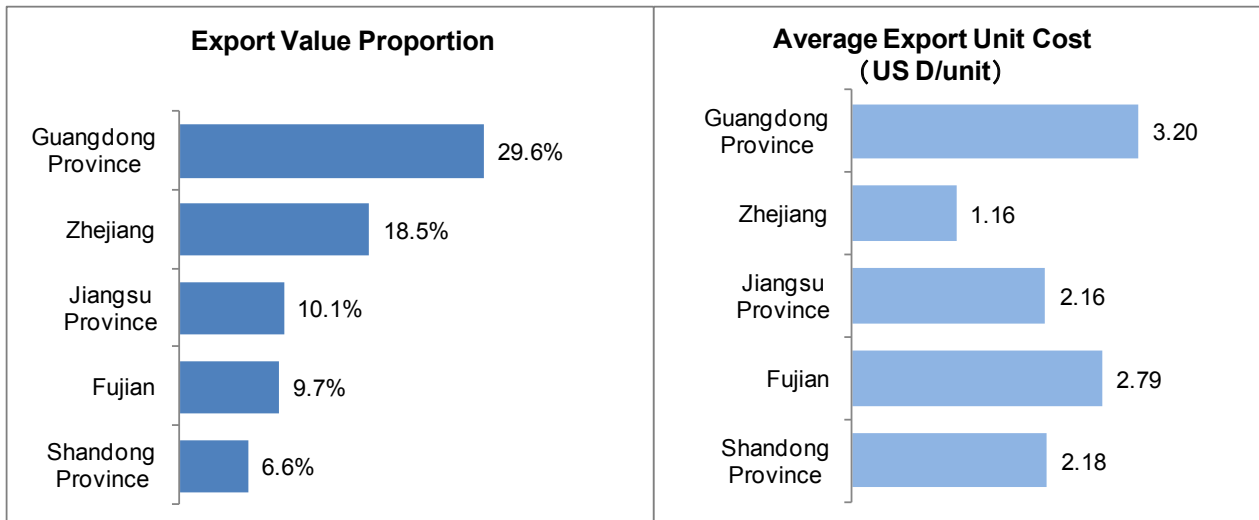 Export Value Proportion
Guangdong
Province
29.6%
Zhejiang
18.5%
Jiangsu
Province
10.1%
Fujian
9.7%
Shandong
Province
6.6%
Average Export Unit Cost
(US D/unit)
Guangdong
Province
3.20
Zhejiang
1.16
Jiangsu
Province
2.16
Fujian
2.79
Shandong
Province
2.18